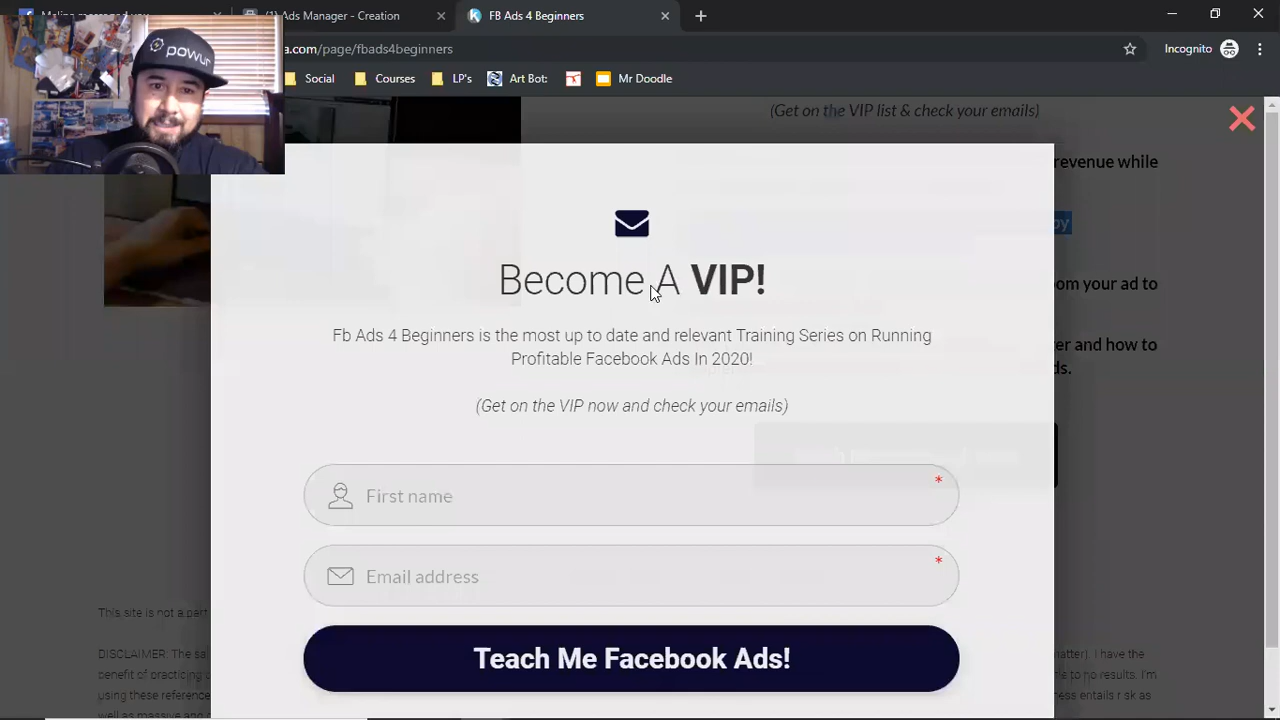 Ads Manager - Creation
FB Ads 4 Beginners
a.com/page/fbads4beginners
Incognito
Social
Courses
LP's
Art Bot:
Mr Doodle
powur
(Get on the VIP list & check your emails)
revenue while
Become A VIP!
om your ad to
Fb Ads 4 Beginners is the most up to date and relevant Training Series on Running
Profitable Facebook Ads In 2020!
er and how to
s.
(Get on the VIP now and check your emails)
First name
*
Email address
*
This site is not a part
Teach Me Facebook Ads!
DISCLAIMER: The sa
matter). I have the
benefit of practicing
to no results. I'm
using these reference
ness entails risk as
well as massive and